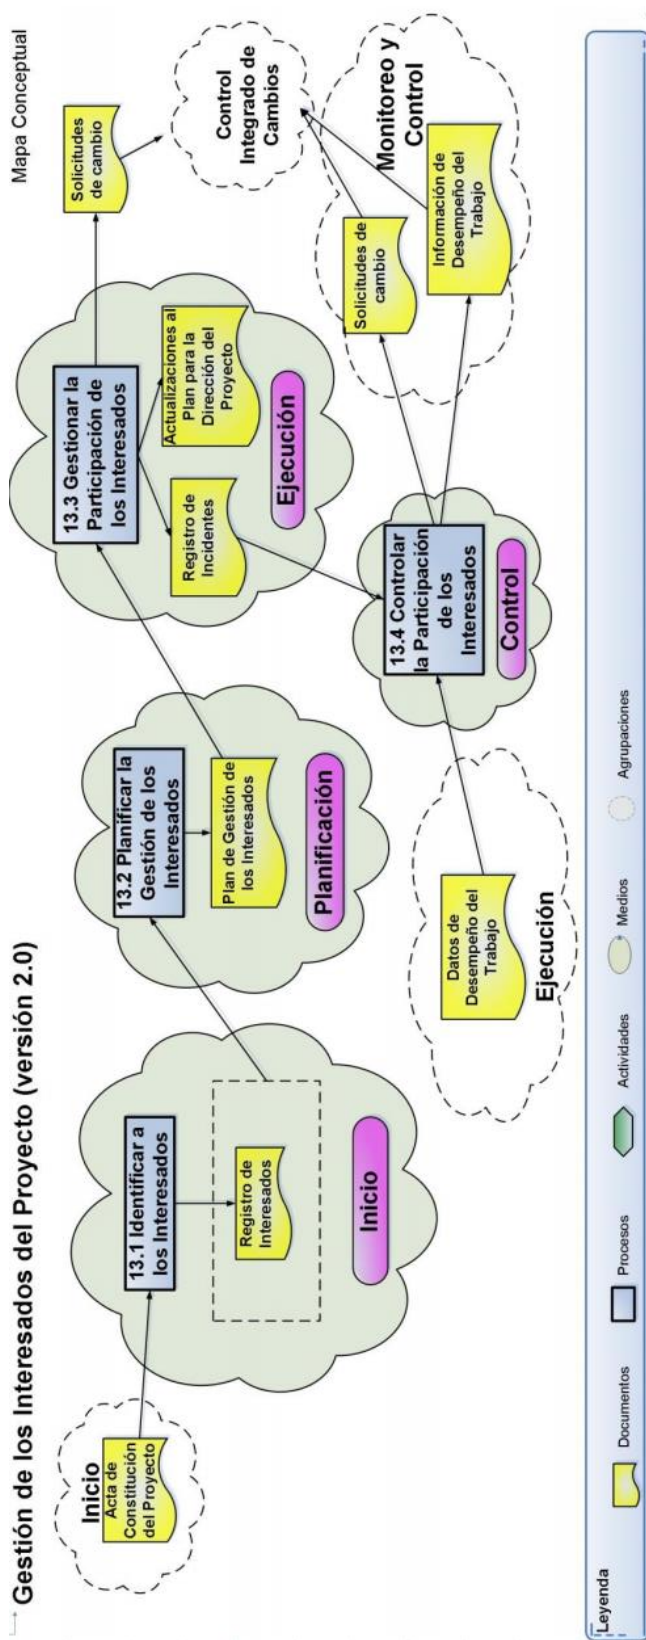 Gestión de los Interesados del Proyecto (versión 2.0)
Mapa Conceptual
Inicio
Acta de
Constitución
del Proyecto
13.1 Identificar a
los Interesados
Registro de
Interesados
Inicio
13.2 Planificar la
Gestión de los
Interesados
Plan de Gestión de
los Interesados
Planificación
13.3 Gestionar la
Participación de
los Interesados
Registro de
Incidentes
Actualizaciones al
Plan para la
Dirección del
Proyecto
Ejecución
Solicitudes
de cambio
Control
Integrado de
Cambios
Datos de
Desempeño del
Trabajo
Ejecución
13.4 Controlar
la Participación
de los
Interesados
Control
Solicitudes de
cambio
Información de
Desempeño del
Trabajo
Monitoreo y
Control
Leyenda
Documentos
Procesos
Actividades
Medios
Agrupaciones